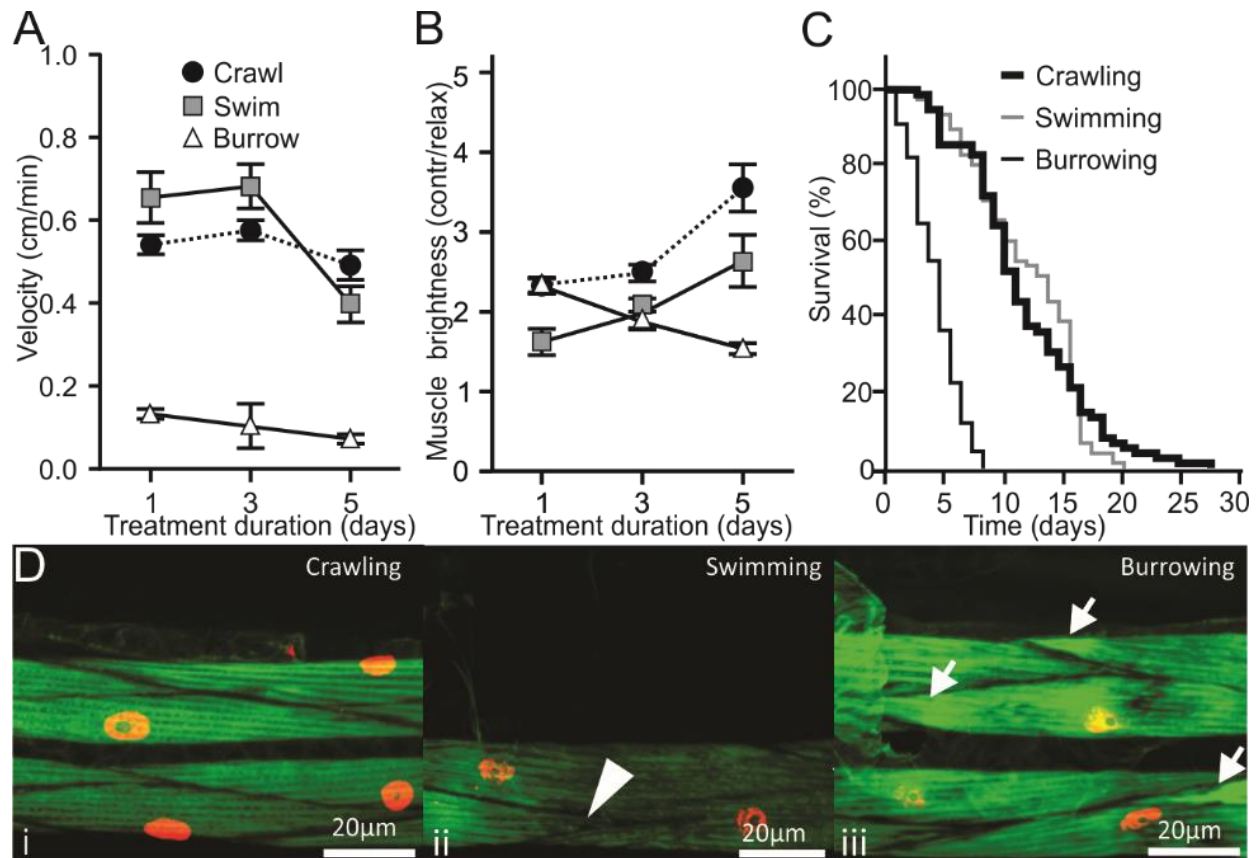 A
Velocity (cm/min)
1.0
0.8
0.6
0.4
0.2
0.0
Crawl
Swim
Burrow
1 3 5
Treatment duration (days)
B
Muscle brightness (contr/relax)
5
4
3
2
1
0
1 3 5
Treatment duration (days)
C
Survival (%)
100
80
60
40
20
0
Crawling
Swimming
Burrowing
0 5 10 15 20 25 30
Time (days)
D
Crawling
i
20µm
Swimming
ii
20µm
Burrowing
iii
20µm